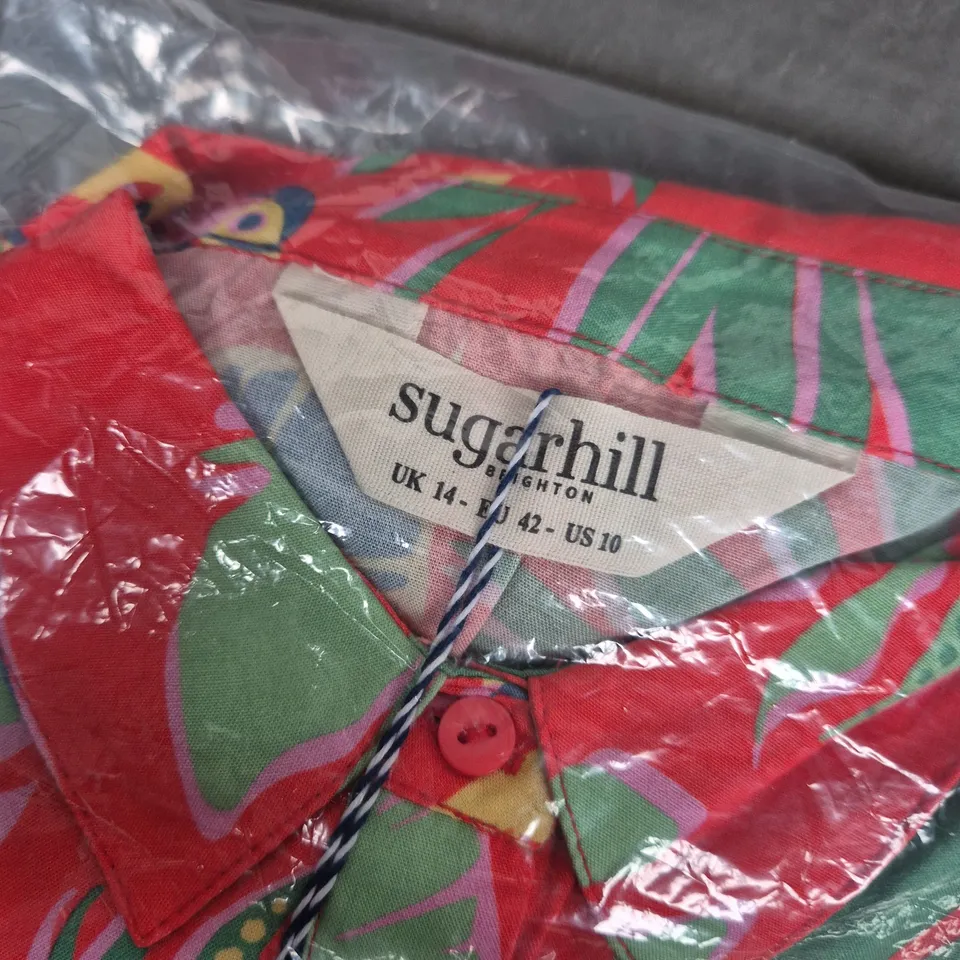 sugarhill
BRIGHTON
UK 14 - EU 42 - US 10